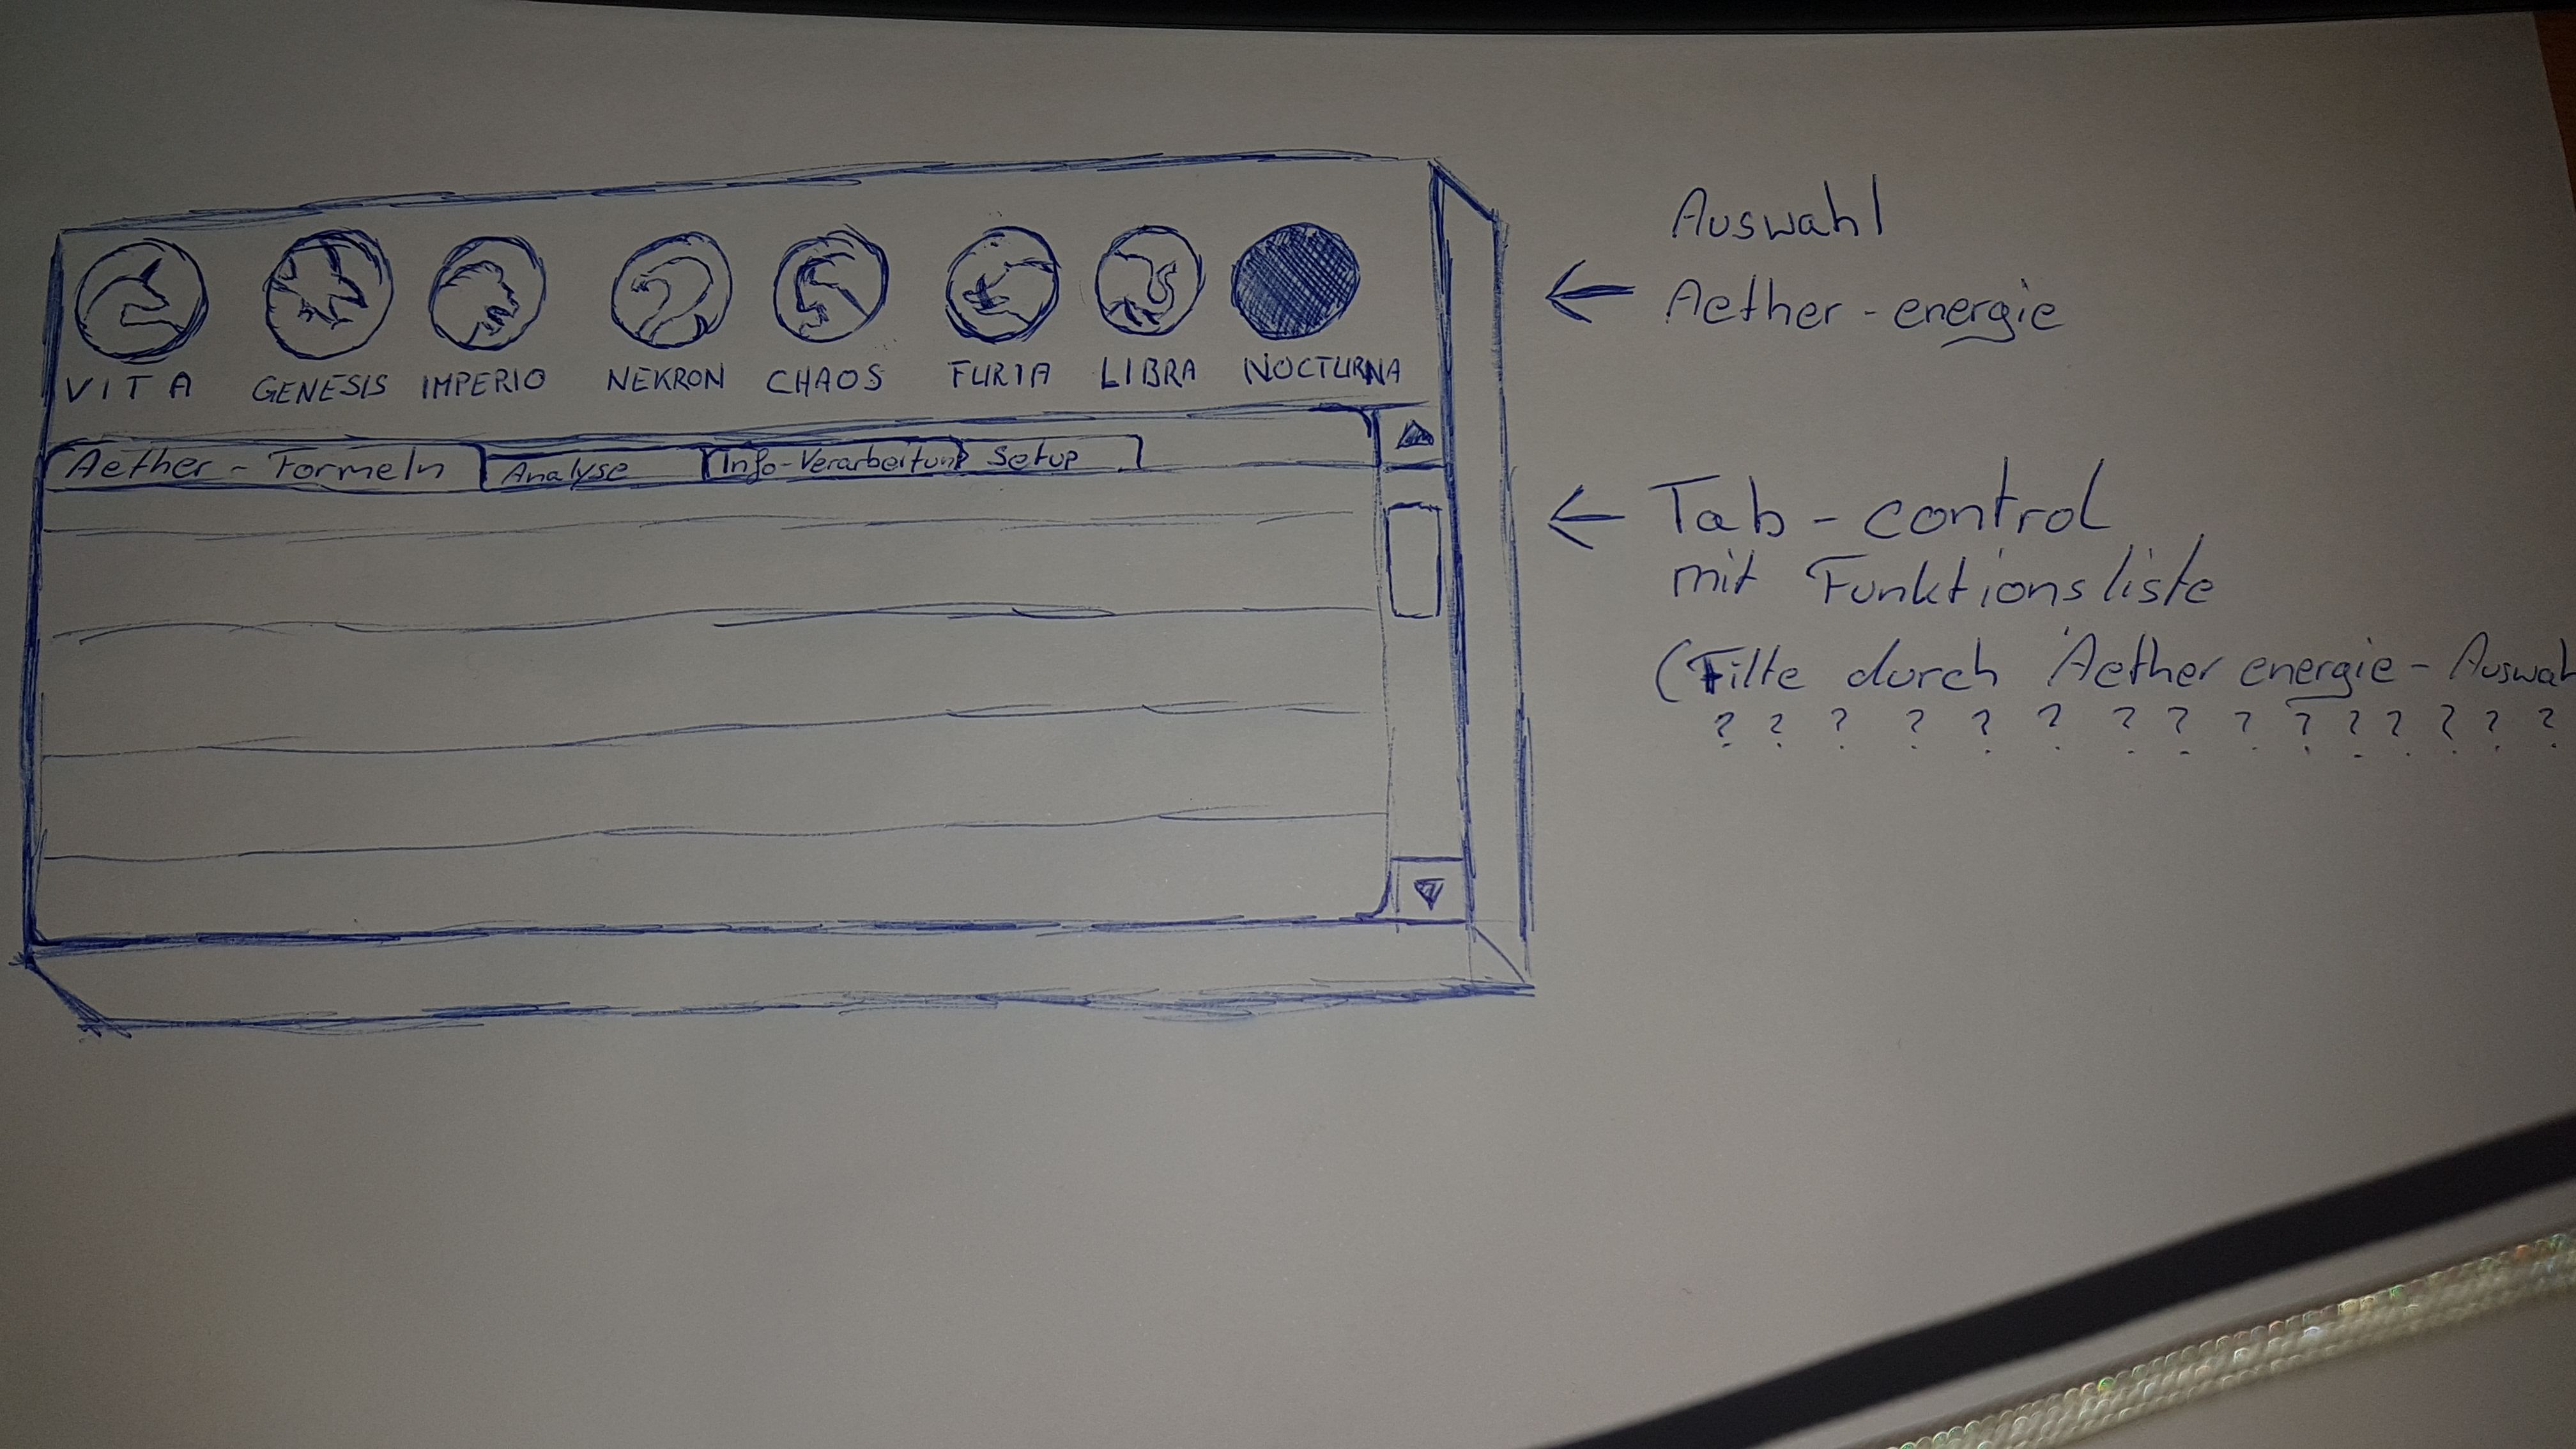 VITA GENESIS IMPERIO NEKRON CHAOS FURIA LIBRA NOCTURNA
Aether - Formeln Analyse Info-Verarbeitung Setup
Auswahl
← Aether - energie
← Tab - control
mit Funktionsliste
(Filte durch Aether energie - Auswah
? ? ? ? ? ? ? ? ? ? ? ? ? ? ?